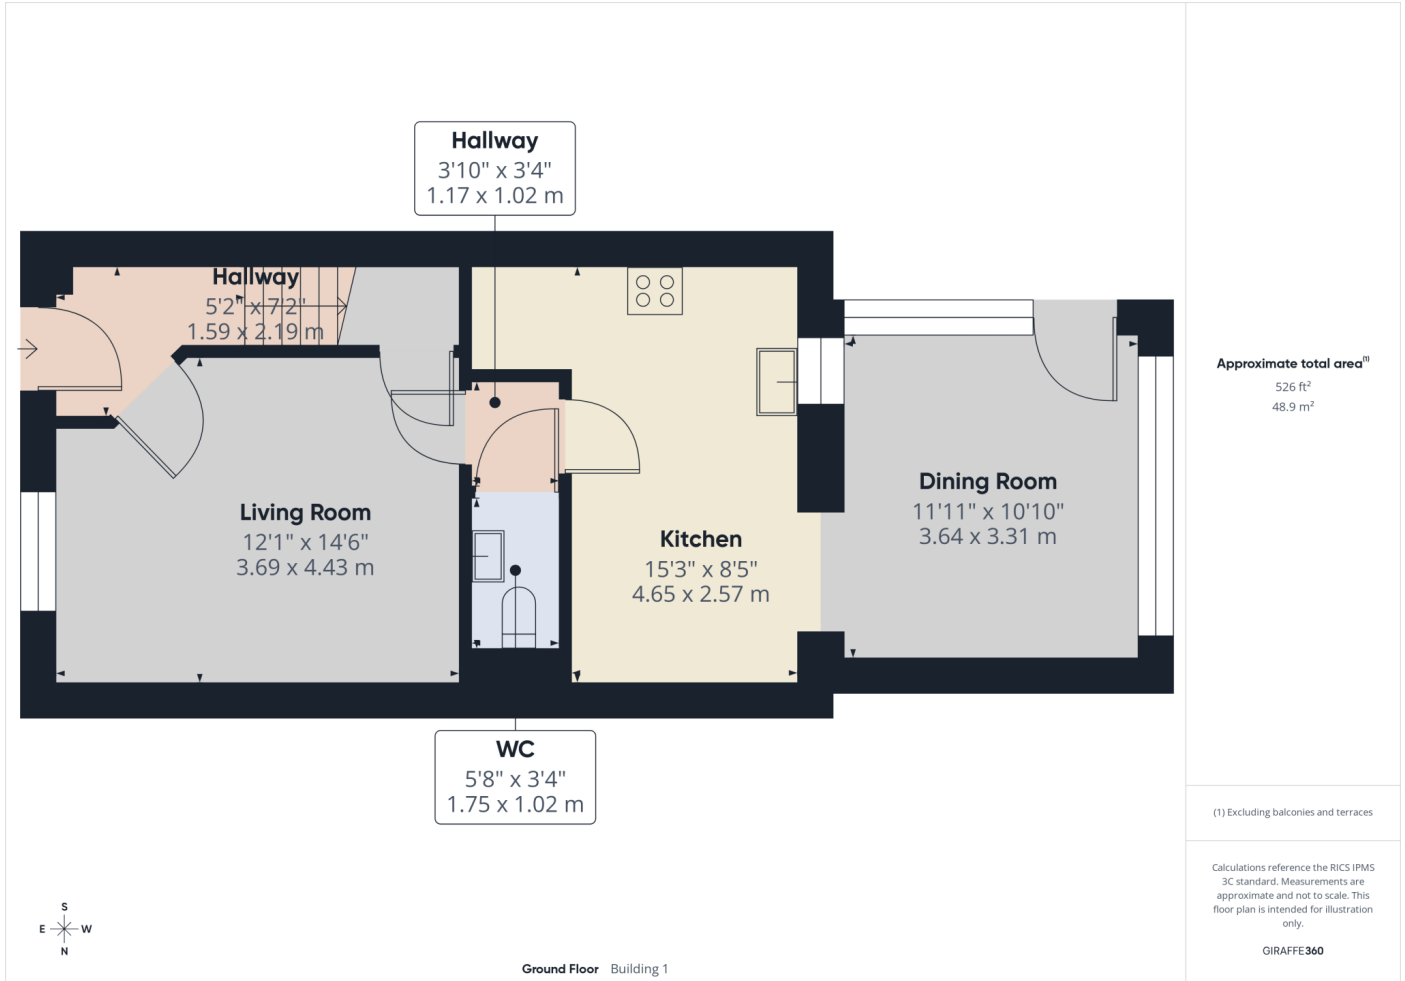 Hallway
3'10" x 3'4"
1.17 x 1.02 m
Hallway
5'2" x 7'2"
1.59 x 2.19 m
Living Room
12'1" x 14'6"
3.69 x 4.43 m
Kitchen
15'3" x 8'5"
4.65 x 2.57 m
Dining Room
11'11" x 10'10"
3.64 x 3.31 m
WC
5'8" x 3'4"
1.75 x 1.02 m
S
E W
N
Ground Floor Building 1
Approximate total area(1)
526 ft²
48.9 m²
(1) Excluding balconies and terraces
Calculations reference the RICS IPMS
3C standard. Measurements are
approximate and not to scale. This
floor plan is intended for illustration
only.
GIRAFFE360